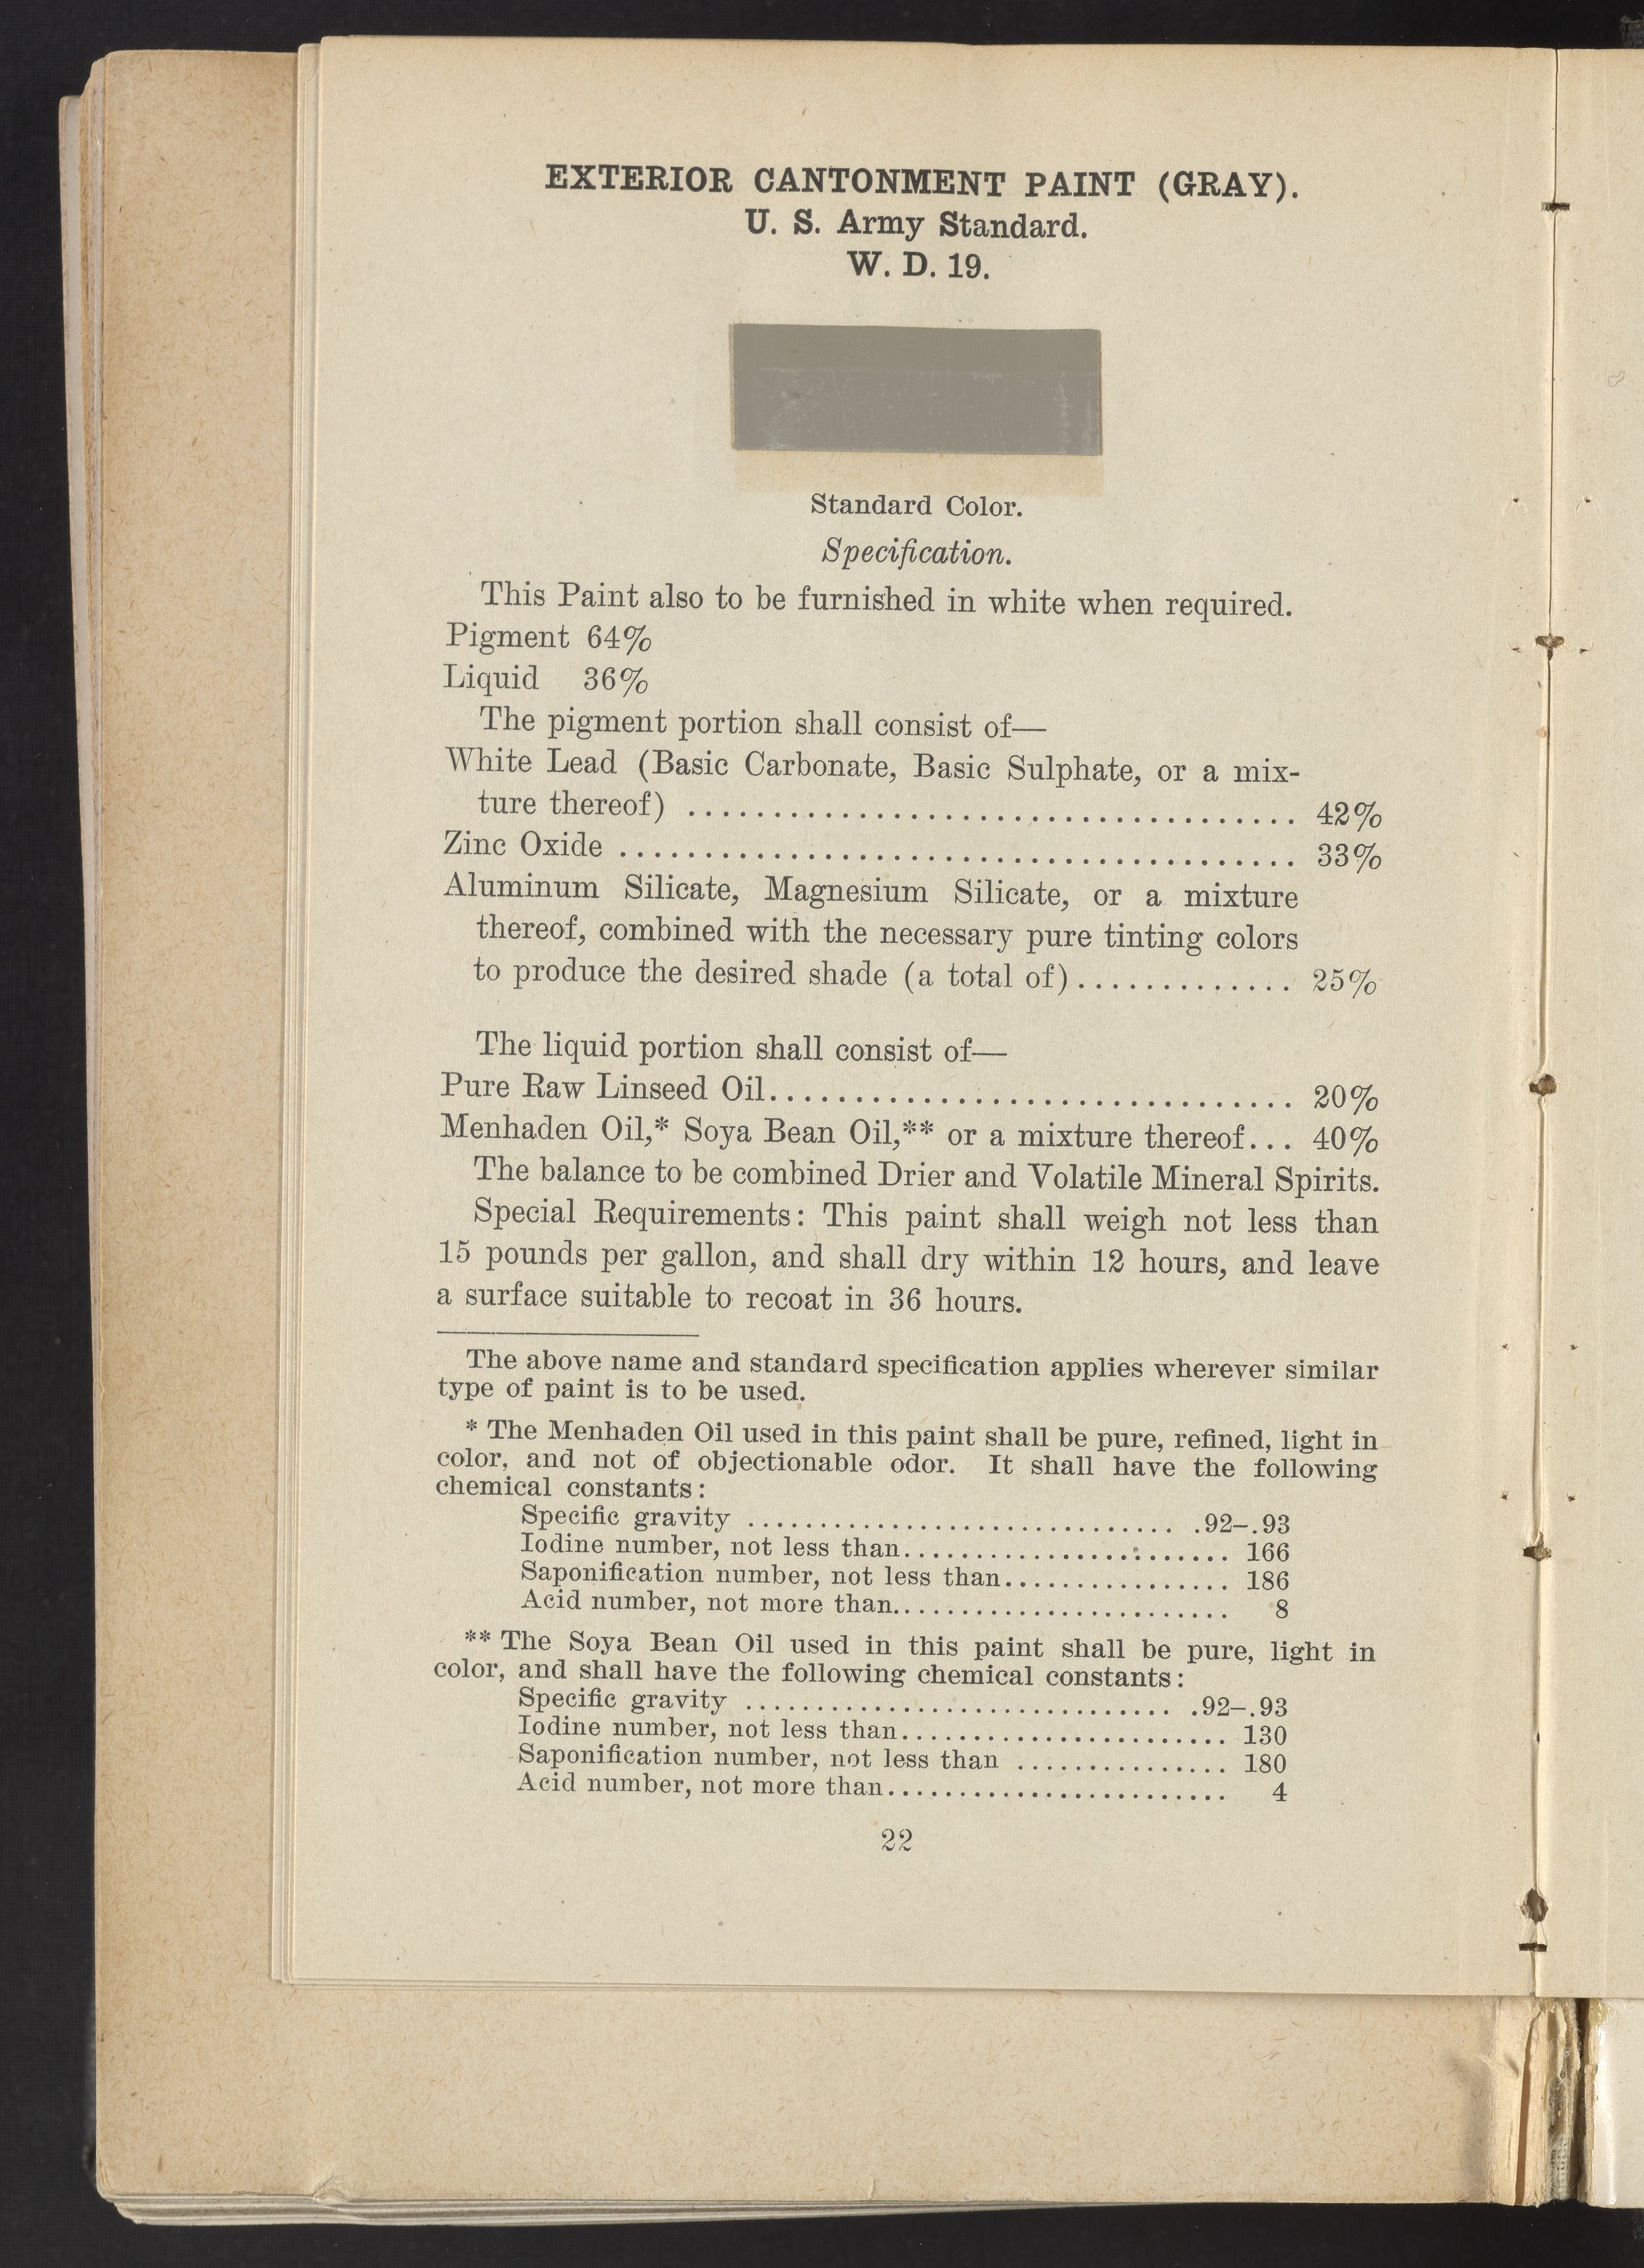 EXTERIOR CANTONMENT PAINT (GRAY).
U. S. Army Standard.
W. D. 19.
Standard Color.
Specification.
This Paint also to be furnished in white when required.
Pigment 64%
Liquid 36%
The pigment portion shall consist of—
White Lead (Basic Carbonate, Basic Sulphate, or a mix-
ture thereof) .................................... 42%
Zinc Oxide ........................................ 33%
Aluminum Silicate, Magnesium Silicate, or a mixture
thereof, combined with the necessary pure tinting colors
to produce the desired shade (a total of)............. 25%
The liquid portion shall consist of—
Pure Raw Linseed Oil............................... 20%
Menhaden Oil,* Soya Bean Oil,** or a mixture thereof... 40%
The balance to be combined Drier and Volatile Mineral Spirits.
Special Requirements: This paint shall weigh not less than
15 pounds per gallon, and shall dry within 12 hours, and leave
a surface suitable to recoat in 36 hours.
The above name and standard specification applies wherever similar
type of paint is to be used.
* The Menhaden Oil used in this paint shall be pure, refined, light in
color, and not of objectionable odor. It shall have the following
chemical constants:
Specific gravity .............................. .92–.93
Iodine number, not less than....................... 166
Saponification number, not less than................ 186
Acid number, not more than........................ 8
** The Soya Bean Oil used in this paint shall be pure, light in
color, and shall have the following chemical constants:
Specific gravity .............................. .92–.93
Iodine number, not less than....................... 130
Saponification number, not less than ............... 180
Acid number, not more than........................ 4
22